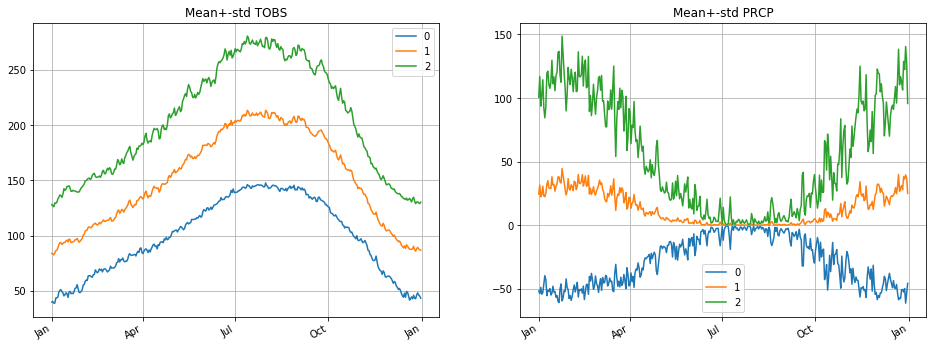 Mean+-std TOBS
0
1
2
250
200
150
100
50
Jan
Apr
Jul
Oct
Jan
Mean+-std PRCP
150
100
50
0
−50
0
1
2
Jan
Apr
Jul
Oct
Jan